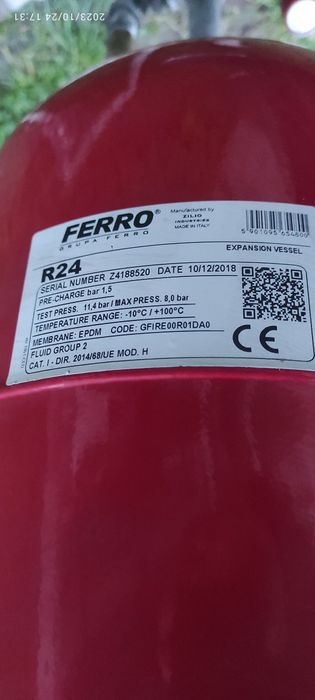 2023/10/24 17:31
FERRO®
GRUPA FERRO
Manufactured by
ZILIO
INDUSTRIES
MADE IN ITALY
5 901095 654800
EXPANSION VESSEL
R24
SERIAL NUMBER Z4188520 DATE 10/12/2018
PRE-CHARGE bar 1,5
TEST PRESS. 11,4 bar / MAX PRESS. 8,0 bar
TEMPERATURE RANGE: -10°C / +100°C
MEMBRANE: EPDM CODE: GFIRE00R01DA0
FLUID GROUP 2
CAT. I - DIR. 2014/68/UE MOD. H
CE